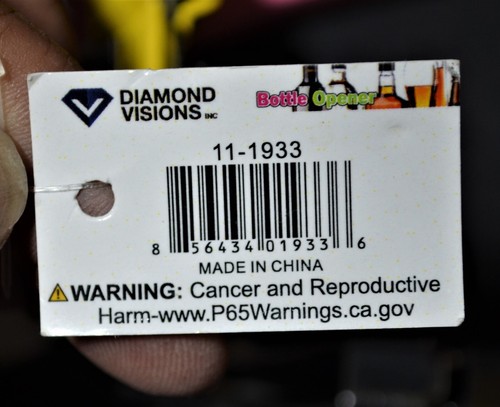 DIAMOND
VISIONS INC
Bottle Opener
11-1933
8 56434 01933 6
MADE IN CHINA
WARNING: Cancer and Reproductive
Harm-www.P65Warnings.ca.gov